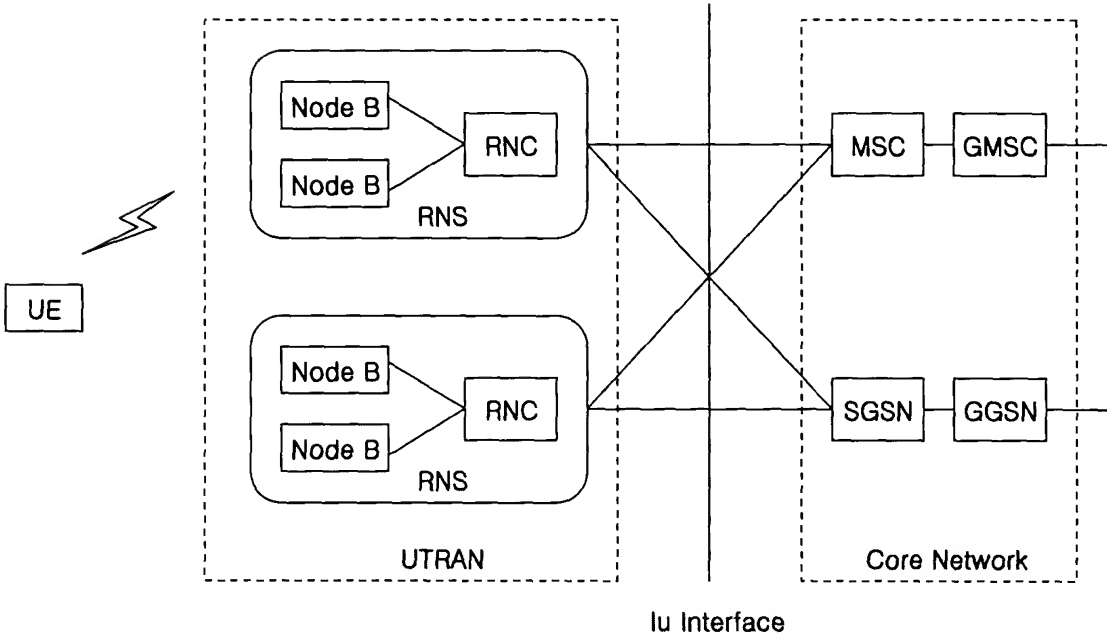 Node B
Node B
RNC
RNS
UE
Node B
Node B
RNC
RNS
UTRAN
MSC
GMSC
SGSN
GGSN
Core Network
Iu Interface